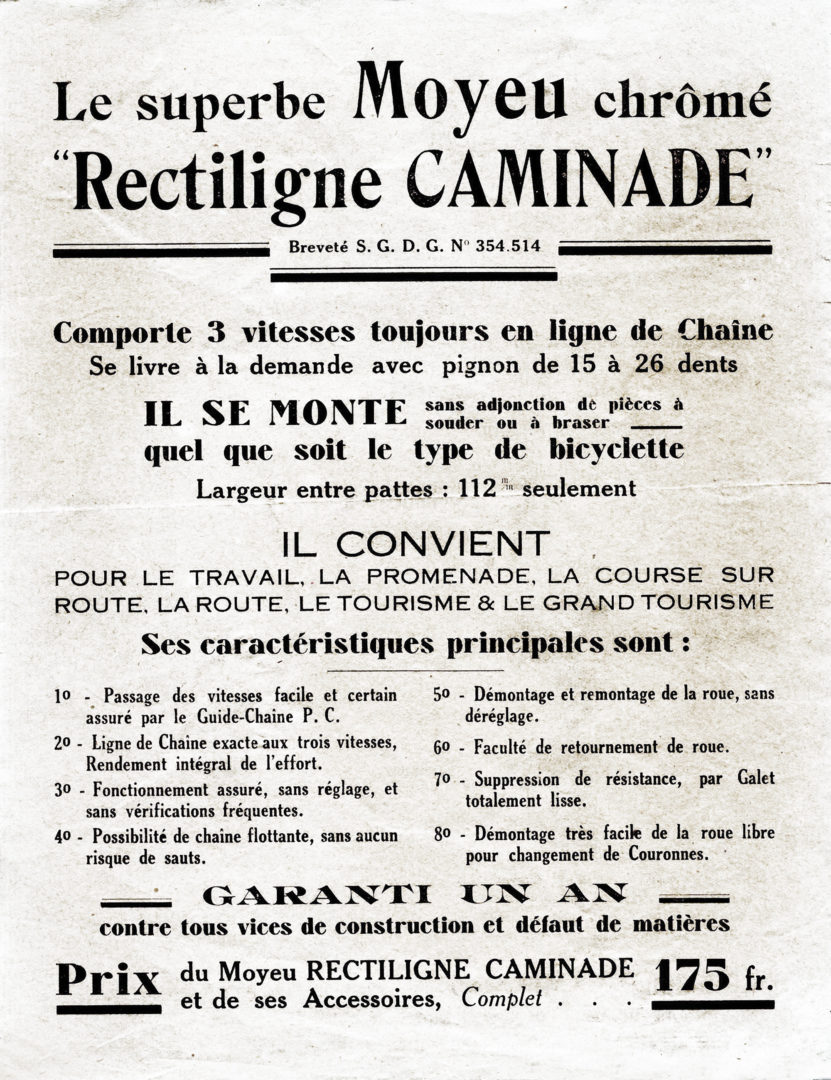 Le superbe Moyeu chrômé
“Rectiligne CAMINADE”
Breveté S. G. D. G. Nº 354.514
Comporte 3 vitesses toujours en ligne de Chaîne
Se livre à la demande avec pignon de 15 à 26 dents
IL SE MONTE sans adjonction de pièces à
souder ou à braser
quel que soit le type de bicyclette
Largeur entre pattes : 112 m/m seulement
IL CONVIENT
POUR LE TRAVAIL, LA PROMENADE, LA COURSE SUR
ROUTE, LA ROUTE, LE TOURISME & LE GRAND TOURISME
Ses caractéristiques principales sont :
1º - Passage des vitesses facile et certain
assuré par le Guide-Chaine P. C.
2º - Ligne de Chaine exacte aux trois vitesses,
Rendement intégral de l'effort.
3º - Fonctionnement assuré, sans réglage, et
sans vérifications fréquentes.
4º - Possibilité de chaîne flottante, sans aucun
risque de sauts.
5º - Démontage et remontage de la roue, sans
déréglage.
6º - Faculté de retournement de roue.
7º - Suppression de résistance, par Galet
totalement lisse.
8º - Démontage très facile de la roue libre
pour changement de Couronnes.
GARANTI UN AN
contre tous vices de construction et défaut de matières
Prix du Moyeu RECTILIGNE CAMINADE 175 fr.
et de ses Accessoires, Complet . . .